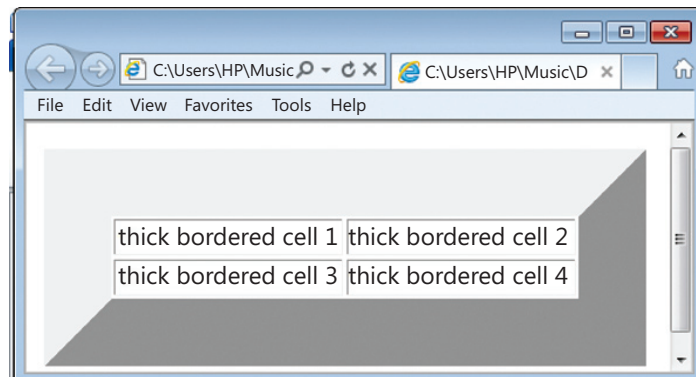 C:\Users\HP\Music C:\Users\HP\Music\D
File Edit View Favorites Tools Help
thick bordered cell 1 thick bordered cell 2
thick bordered cell 3 thick bordered cell 4